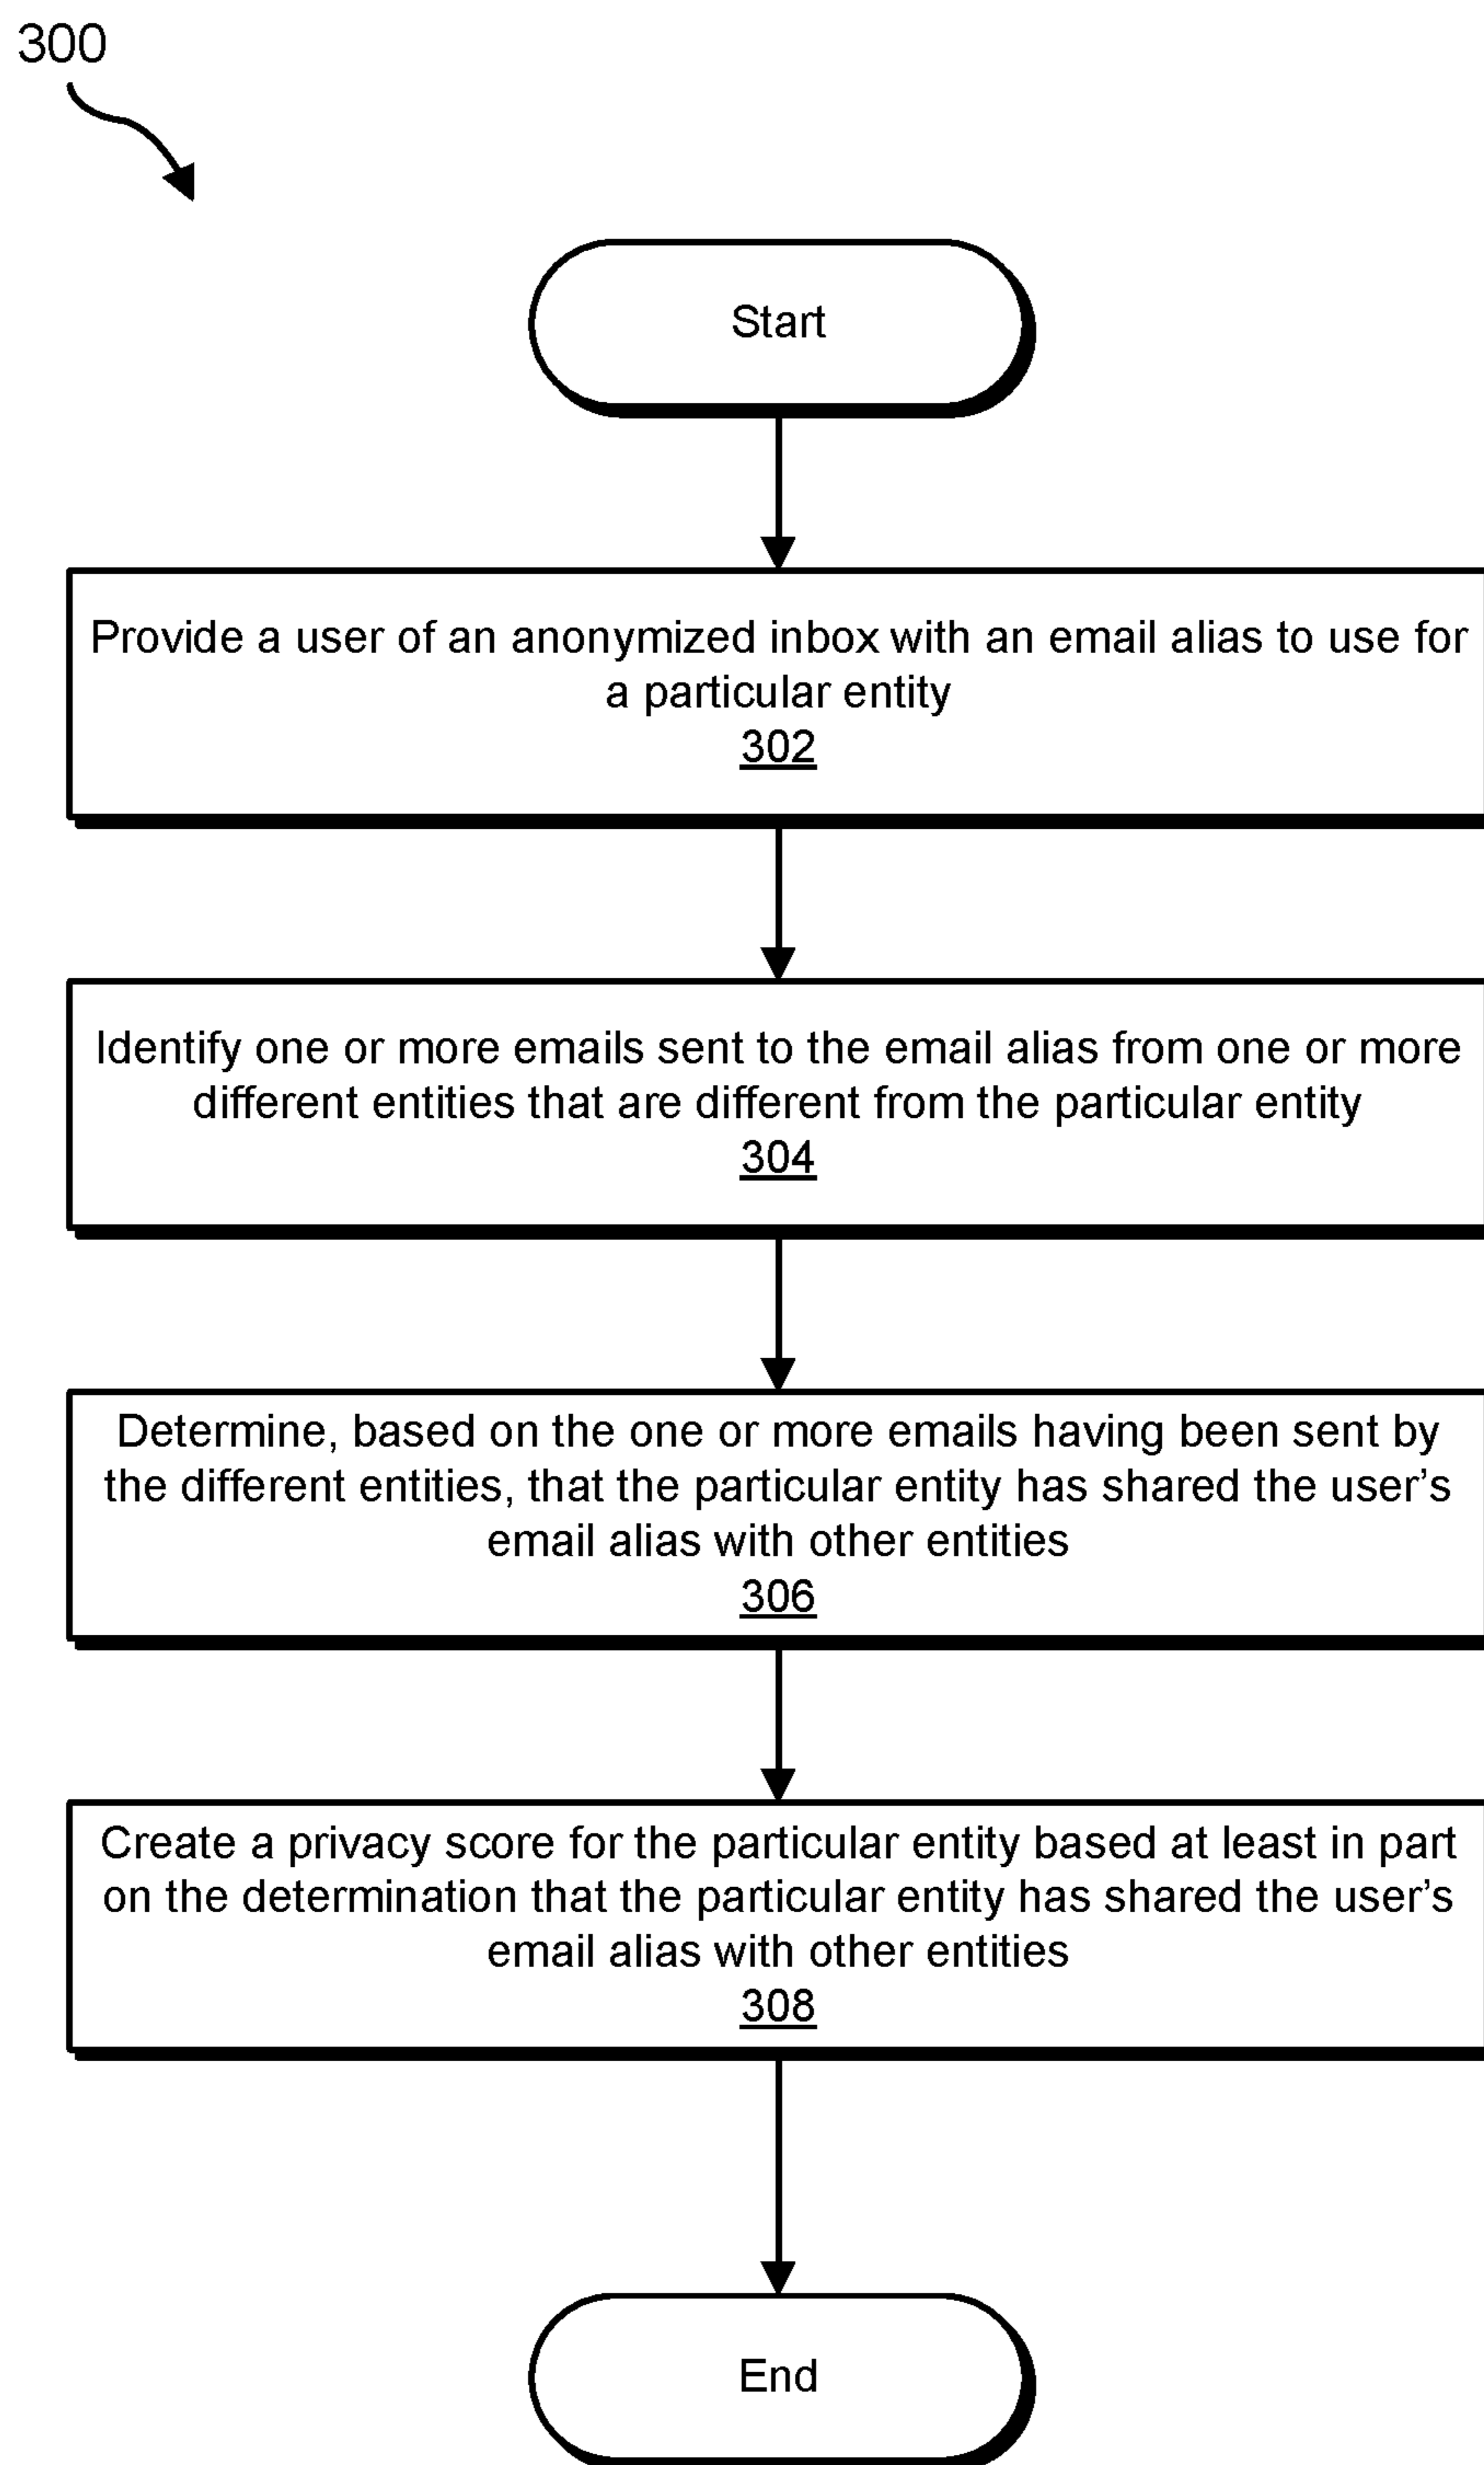 300
Start
Provide a user of an anonymized inbox with an email alias to use for
a particular entity
302
Identify one or more emails sent to the email alias from one or more
different entities that are different from the particular entity
304
Determine, based on the one or more emails having been sent by
the different entities, that the particular entity has shared the user’s
email alias with other entities
306
Create a privacy score for the particular entity based at least in part
on the determination that the particular entity has shared the user’s
email alias with other entities
308
End